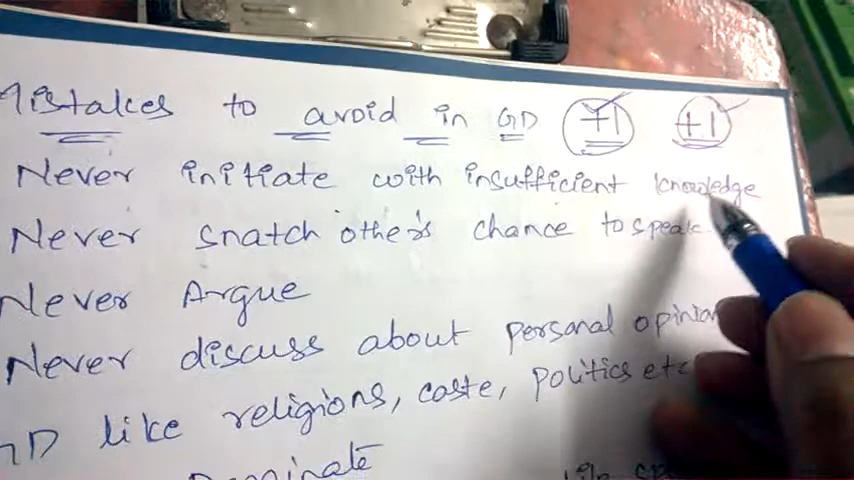 Mistakes to avoid in GD +1 +1
Never initiate with insufficient knowledge
Never snatch other's chance to speak
Never Argue
Never discuss about personal opinion
GD like religions, caste, politics etc
Dominate